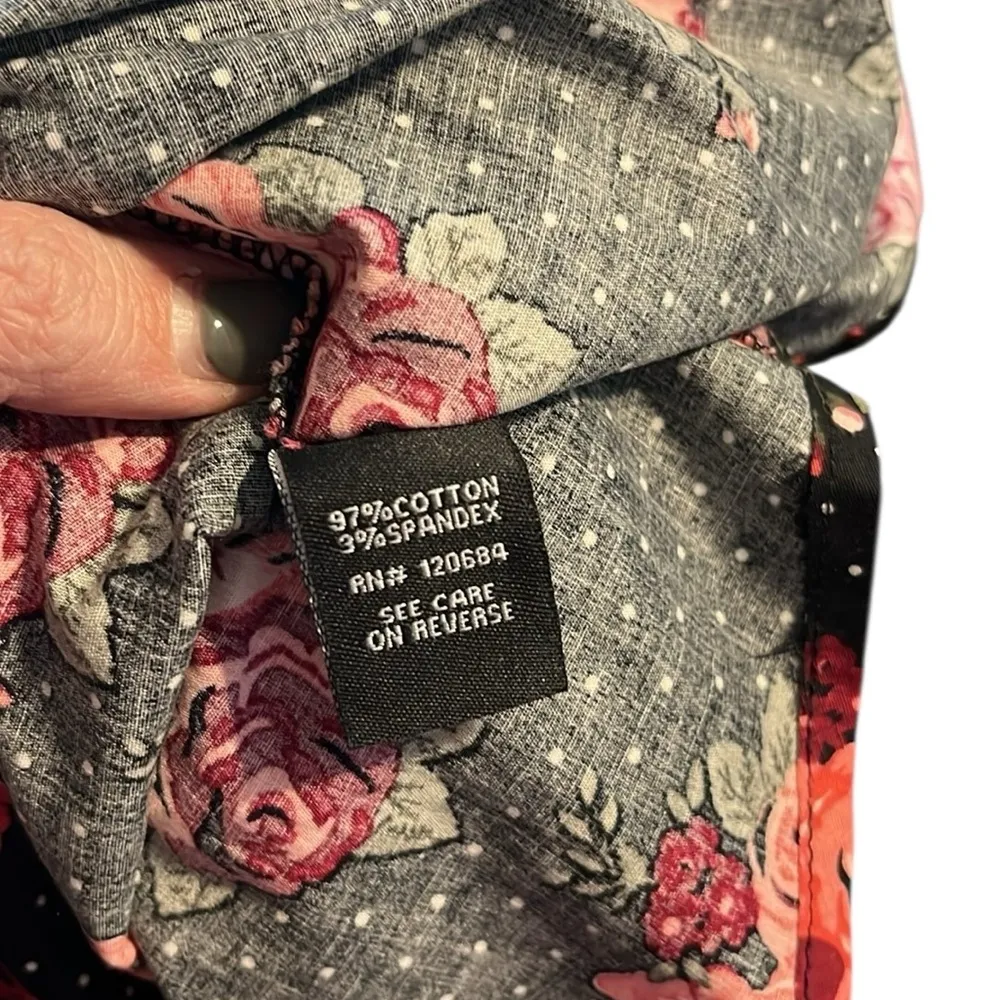 97%COTTON
3%SPANDEX
RN# 120684
SEE CARE
ON REVERSE